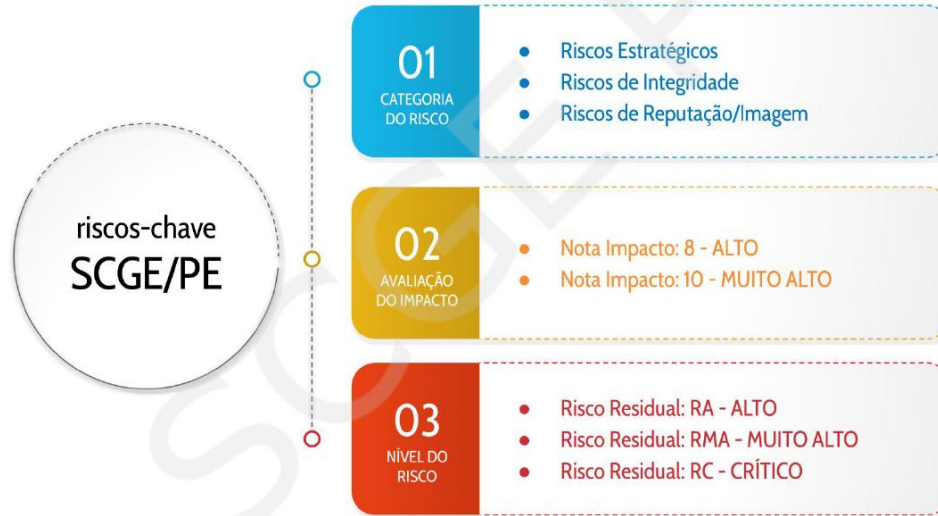 riscos-chave
SCGE/PE
01
CATEGORIA
DO RISCO
● Riscos Estratégicos
● Riscos de Integridade
● Riscos de Reputação/Imagem
02
AVALIAÇÃO
DO IMPACTO
● Nota Impacto: 8 - ALTO
● Nota Impacto: 10 - MUITO ALTO
03
NÍVEL DO
RISCO
● Risco Residual: RA - ALTO
● Risco Residual: RMA - MUITO ALTO
● Risco Residual: RC - CRÍTICO
SCGE